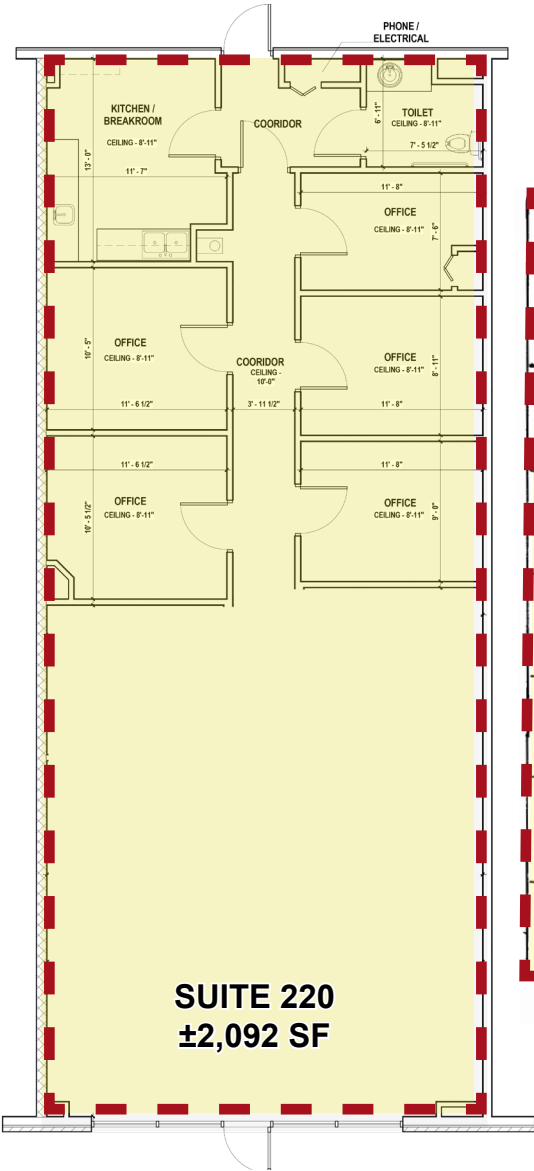 PHONE /
ELECTRICAL
KITCHEN /
BREAKROOM
CEILING - 8'-11"
13' - 0"
11' - 7"
COORIDOR
6' - 11"
TOILET
CEILING - 8'-11"
7' - 5 1/2"
11' - 8"
OFFICE
CEILING - 8'-11"
7' - 6"
10' - 5"
OFFICE
CEILING - 8'-11"
11' - 6 1/2"
COORIDOR
CEILING -
10'-0"
3' - 11 1/2"
OFFICE
CEILING - 8'-11"
8' - 11"
11' - 8"
11' - 6 1/2"
10' - 5 1/2"
OFFICE
CEILING - 8'-11"
11' - 8"
OFFICE
CEILING - 8'-11"
9' - 0"
SUITE 220
±2,092 SF